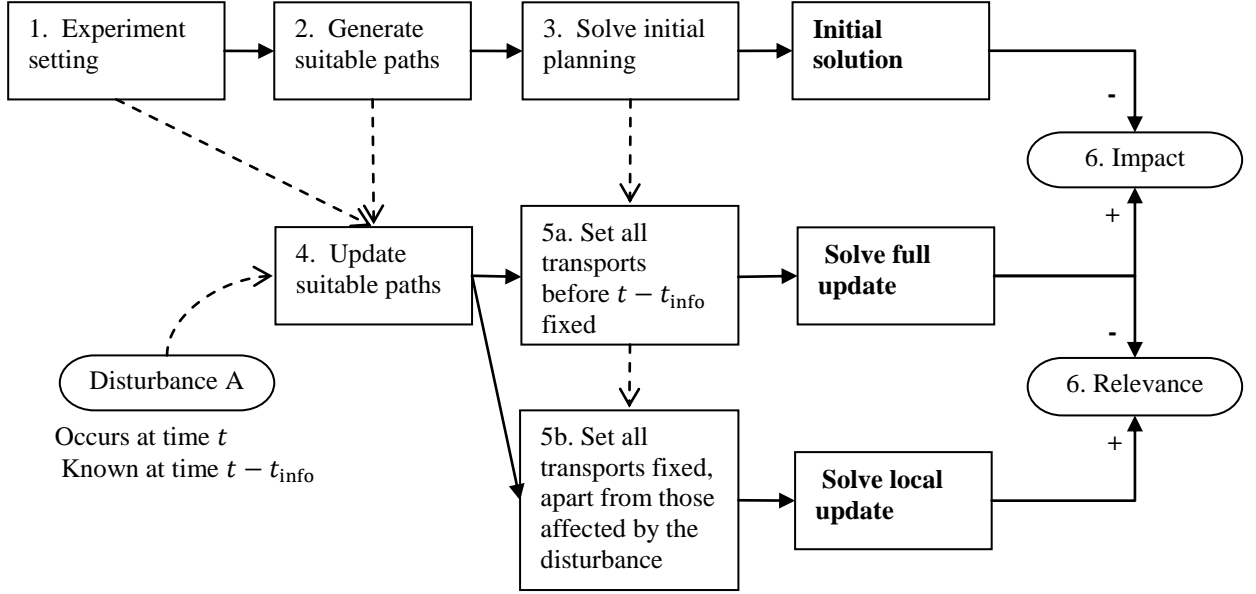 1. Experiment
setting
2. Generate
suitable paths
3. Solve initial
planning
Initial
solution
-
6. Impact
+
4. Update
suitable paths
5a. Set all
transports
before t − t_info
fixed
Solve full
update
-
6. Relevance
+
Disturbance A
Occurs at time t
Known at time t − t_info
5b. Set all
transports fixed,
apart from those
affected by the
disturbance
Solve local
update